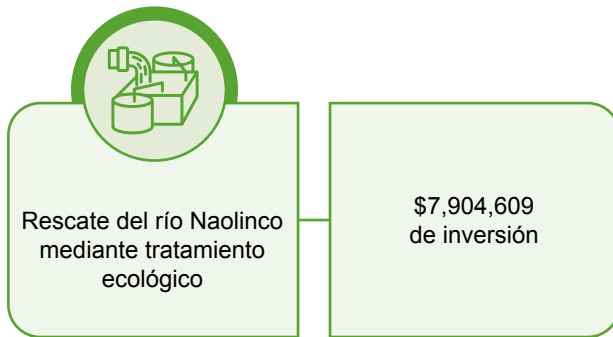 Rescate del río Naolinco
mediante tratamiento
ecológico
$7,904,609
de inversión